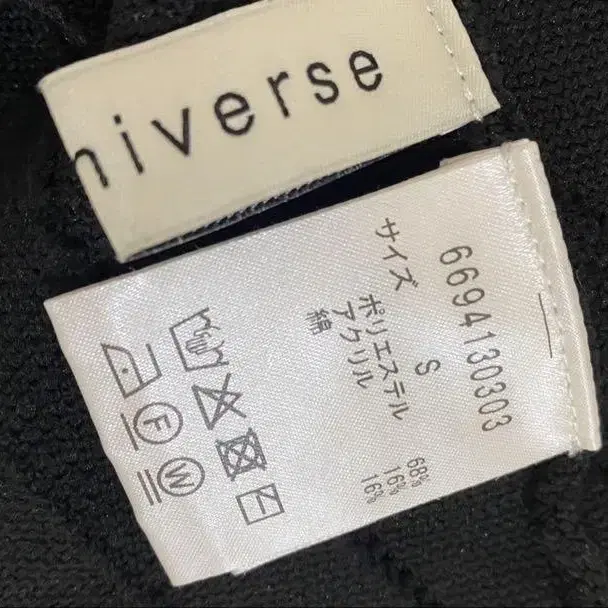 niverse
6694130303
サイズ S
ポリエステル 68%
アクリル 16%
綿 16%
F W